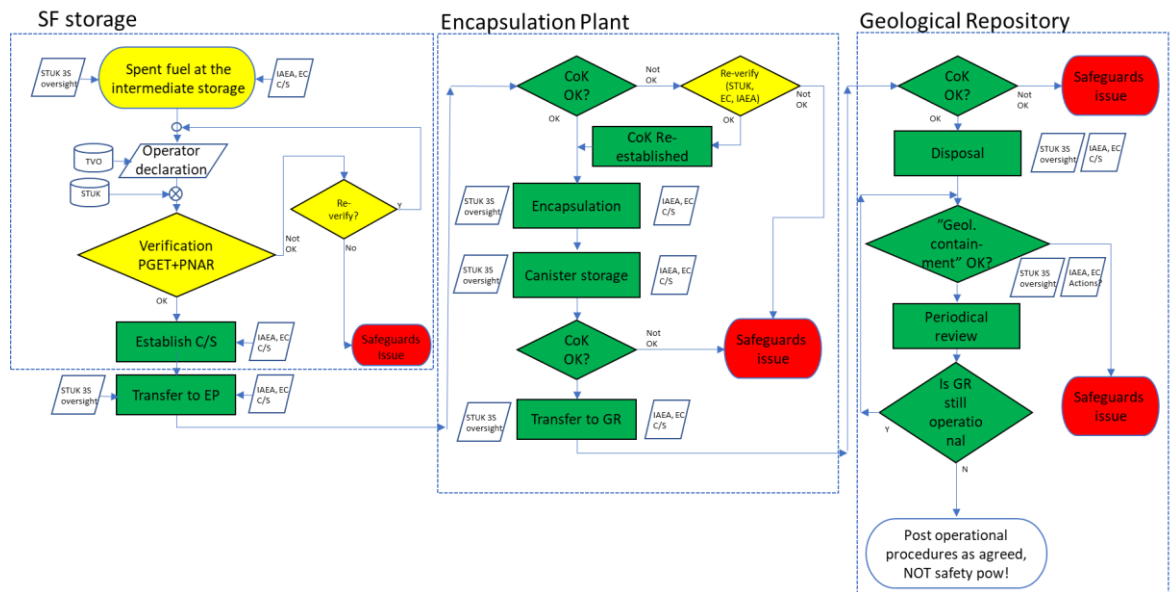 SF storage
STUK 3S
oversight
Spent fuel at the
intermediate storage
IAEA, EC
C/S
TVO
Operator
declaration
STUK
Re-
verify?
Y
Not
OK
No
Verification
PGET+PNAR
OK
Establish C/S
IAEA, EC
C/S
Safeguards
issue
STUK 3S
oversight
Transfer to EP
IAEA, EC
C/S
Encapsulation Plant
CoK
OK?
Not
OK
Re-verify
(STUK,
EC, IAEA)
Not
OK
OK
OK
CoK Re-
established
STUK 3S
oversight
Encapsulation
IAEA, EC
C/S
STUK 3S
oversight
Canister storage
IAEA, EC
C/S
CoK
OK?
Not
OK
Safeguards
issue
OK
STUK 3S
oversight
Transfer to GR
IAEA, EC
C/S
Geological Repository
CoK
OK?
Not
OK
Safeguards
issue
OK
Disposal
STUK 3S
oversight
IAEA, EC
C/S
"Geol.
contain-
ment" OK?
STUK 3S
oversight
IAEA, EC
Actions?
Periodical
review
Is GR
still
operatio
nal
Y
N
Safeguards
issue
Post operational
procedures as agreed,
NOT safety pow!